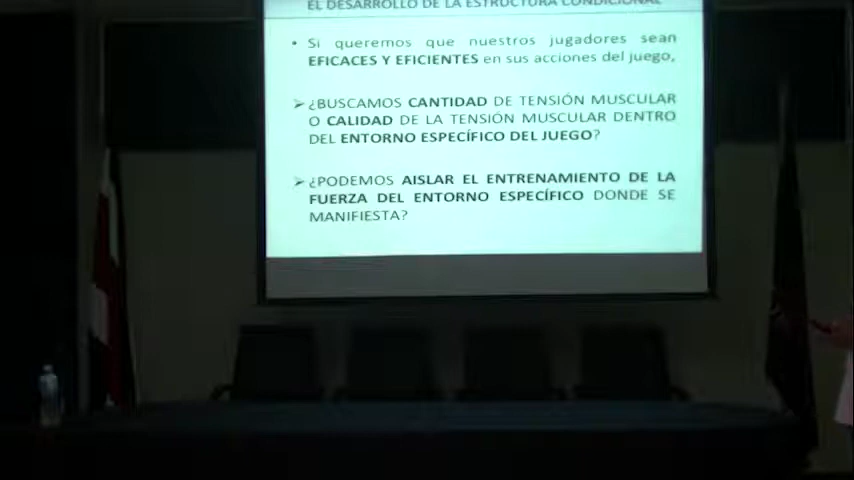 EL DESARROLLO DE LA ESTRUCTURA CONDICIONAL
• Si queremos que nuestros jugadores sean
EFICACES Y EFICIENTES en sus acciones del juego,
➢ ¿BUSCAMOS CANTIDAD DE TENSIÓN MUSCULAR
O CALIDAD DE LA TENSIÓN MUSCULAR DENTRO
DEL ENTORNO ESPECÍFICO DEL JUEGO?
➢ ¿PODEMOS AISLAR EL ENTRENAMIENTO DE LA
FUERZA DEL ENTORNO ESPECÍFICO DONDE SE
MANIFIESTA?